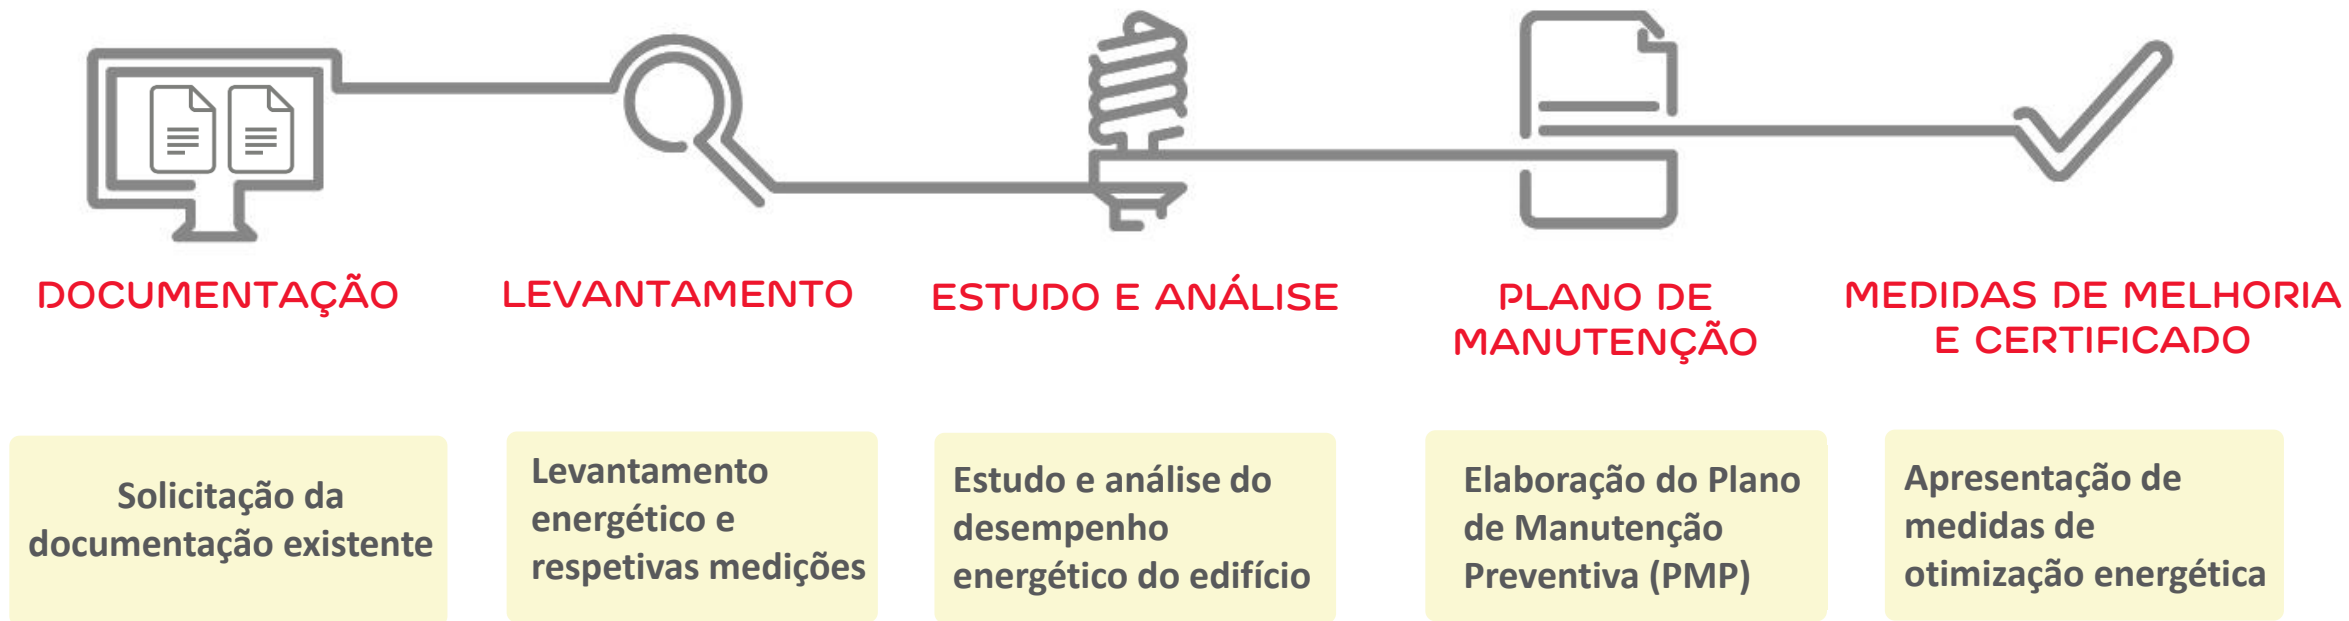 DOCUMENTAÇÃO
LEVANTAMENTO
ESTUDO E ANÁLISE
PLANO DE
MANUTENÇÃO
MEDIDAS DE MELHORIA
E CERTIFICADO
Solicitação da
documentação existente
Levantamento
energético e
respetivas medições
Estudo e análise do
desempenho
energético do edifício
Elaboração do Plano
de Manutenção
Preventiva (PMP)
Apresentação de
medidas de
otimização energética